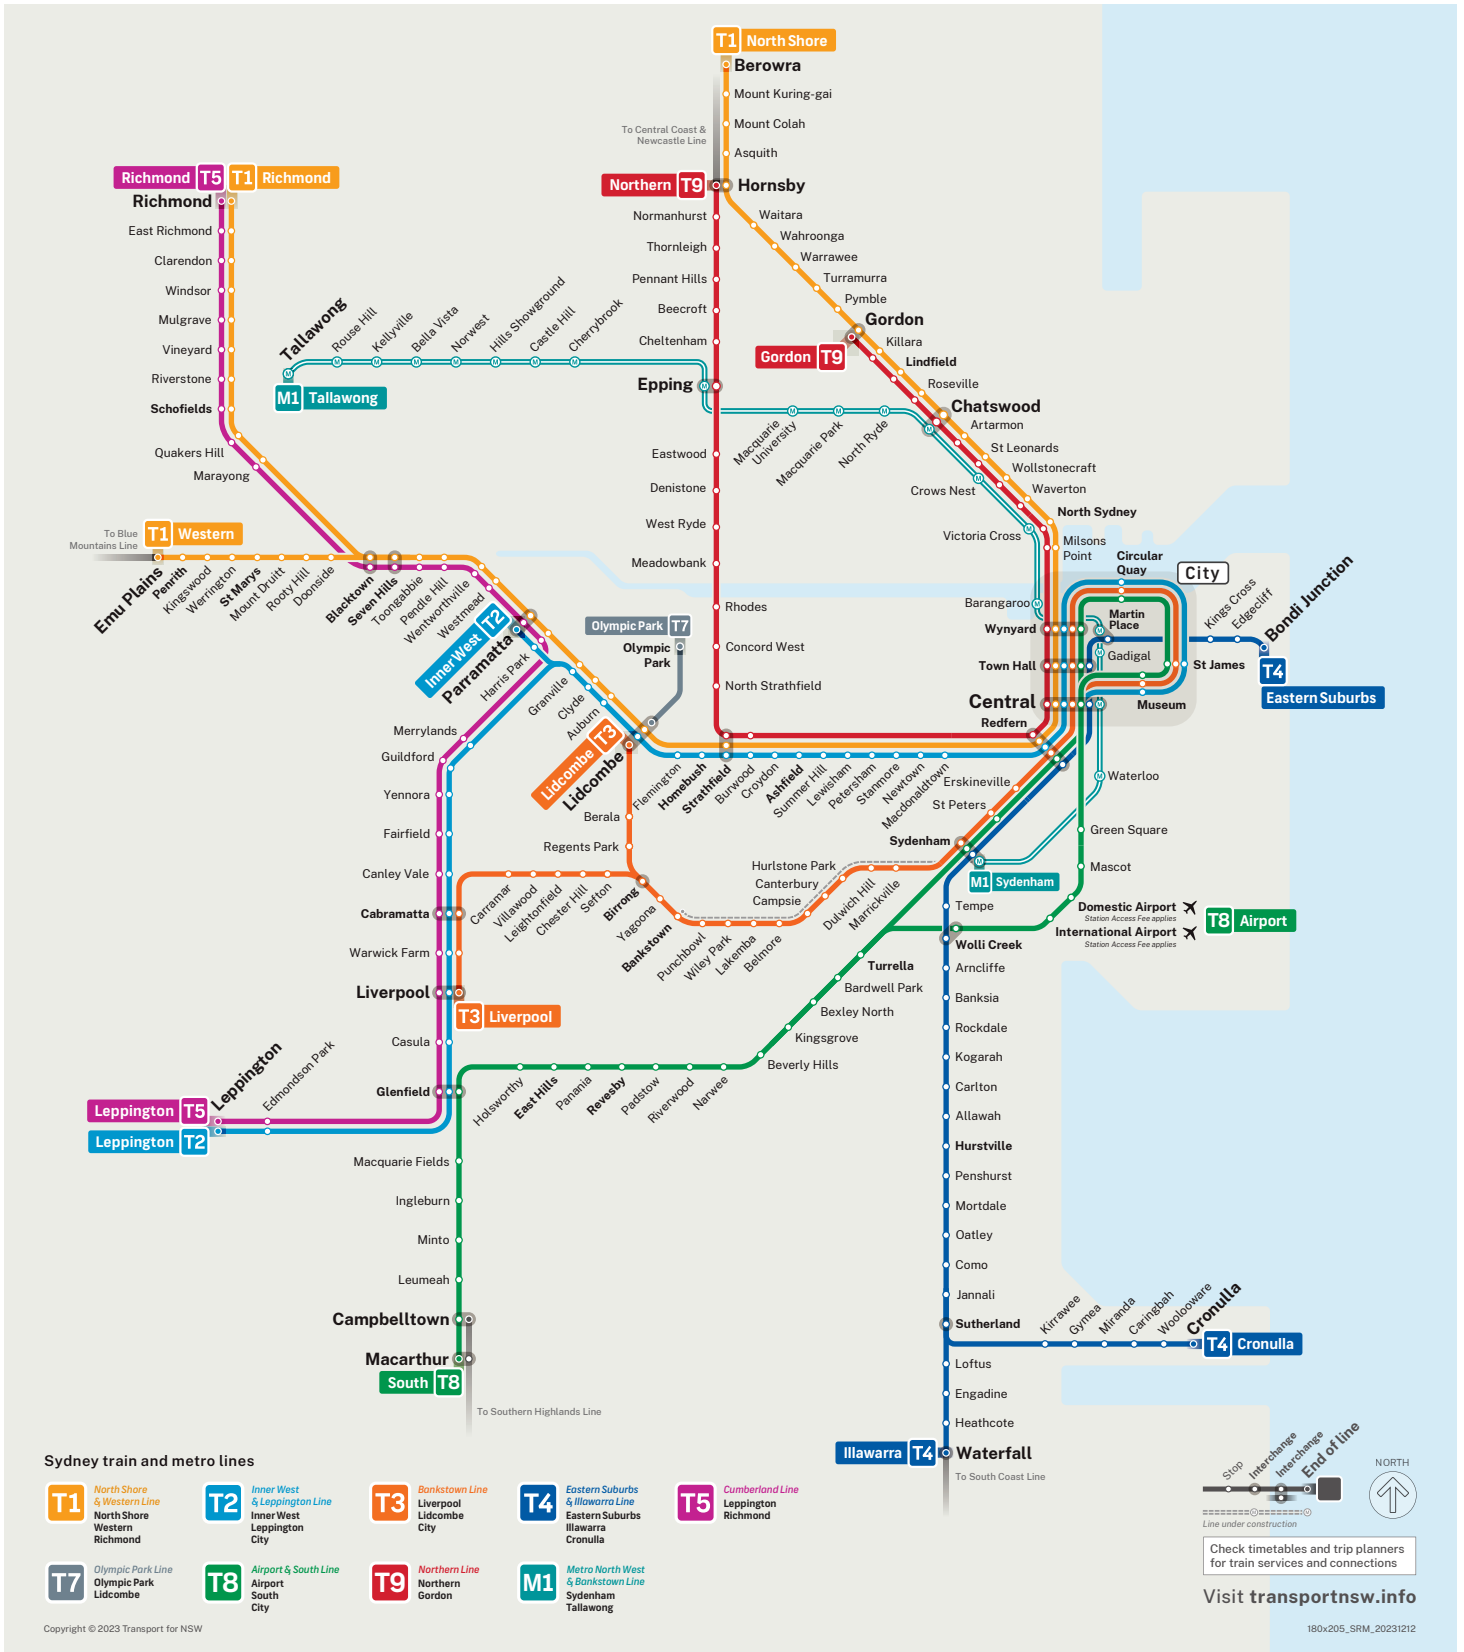 T1 North Shore
Berowra
Mount Kuring-gai
Mount Colah
To Central Coast &
Newcastle Line
Asquith
Northern T9
Hornsby
Richmond T5
T1 Richmond
Richmond
East Richmond
Clarendon
Windsor
Mulgrave
Vineyard
Riverstone
Schofields
Quakers Hill
Marayong
Normanhurst
Thornleigh
Pennant Hills
Beecroft
Cheltenham
Epping
Eastwood
Denistone
West Ryde
Meadowbank
Rhodes
Concord West
North Strathfield
Waitara
Wahroonga
Warrawee
Turramurra
Pymble
Gordon
Gordon T9
Killara
Lindfield
Roseville
Chatswood
Artarmon
St Leonards
Wollstonecraft
Waverton
North Sydney
Milsons
Point
Tallawong
M1 Tallawong
Rouse Hill
Kellyville
Bella Vista
Norwest
Hills Showground
Castle Hill
Cherrybrook
Macquarie
University
Macquarie Park
North Ryde
Crows Nest
Victoria Cross
Barangaroo
To Blue
Mountains Line
T1 Western
Emu Plains
Penrith
Kingswood
Werrington
St Marys
Mount Druitt
Rooty Hill
Doonside
Blacktown
Seven Hills
Toongabbie
Pendle Hill
Wentworthville
Westmead
Inner West T2
Parramatta
Harris Park
Granville
Clyde
Auburn
Lidcombe T3
Lidcombe
Olympic Park T7
Olympic
Park
Circular
Quay
City
Wynyard
Martin
Place
Town Hall
Gadigal
St James
Central
Museum
Redfern
Kings Cross
Edgecliff
Bondi Junction
T4
Eastern Suburbs
Flemington
Homebush
Strathfield
Burwood
Croydon
Ashfield
Summer Hill
Lewisham
Petersham
Stanmore
Newtown
Macdonaldtown
Erskineville
St Peters
Sydenham
M1 Sydenham
Waterloo
Green Square
Mascot
Domestic Airport
Station Access Fee applies
International Airport
Station Access Fee applies
T8 Airport
Merrylands
Guildford
Yennora
Fairfield
Canley Vale
Cabramatta
Warwick Farm
Liverpool
T3 Liverpool
Casula
Glenfield
Leppington
Edmondson Park
Leppington T5
Leppington T2
Berala
Regents Park
Carramar
Villawood
Leightonfield
Chester Hill
Sefton
Birrong
Yagoona
Bankstown
Punchbowl
Wiley Park
Lakemba
Belmore
Hurlstone Park
Canterbury
Campsie
Dulwich Hill
Marrickville
Tempe
Wolli Creek
Turrella
Bardwell Park
Bexley North
Kingsgrove
Beverly Hills
Holsworthy
East Hills
Panania
Revesby
Padstow
Riverwood
Narwee
Arncliffe
Banksia
Rockdale
Kogarah
Carlton
Allawah
Hurstville
Penshurst
Mortdale
Oatley
Como
Jannali
Sutherland
Kirrawee
Gymea
Miranda
Caringbah
Woolooware
Cronulla
T4 Cronulla
Loftus
Engadine
Heathcote
Illawarra T4
Waterfall
To South Coast Line
Macquarie Fields
Ingleburn
Minto
Leumeah
Campbelltown
Macarthur
South T8
To Southern Highlands Line
Sydney train and metro lines
T1
North Shore
& Western Line
North Shore
Western
Richmond
T2
Inner West
& Leppington Line
Inner West
Leppington
City
T3
Bankstown Line
Liverpool
Lidcombe
City
T4
Eastern Suburbs
& Illawarra Line
Eastern Suburbs
Illawarra
Cronulla
T5
Cumberland Line
Leppington
Richmond
T7
Olympic Park Line
Olympic Park
Lidcombe
T8
Airport & South Line
Airport
South
City
T9
Northern Line
Northern
Gordon
M1
Metro North West
& Bankstown Line
Sydenham
Tallawong
Stop
Interchange
Interchange
End of line
Line under construction
NORTH
Check timetables and trip planners
for train services and connections
Visit transportnsw.info
Copyright © 2023 Transport for NSW
180x205_SRM_20231212